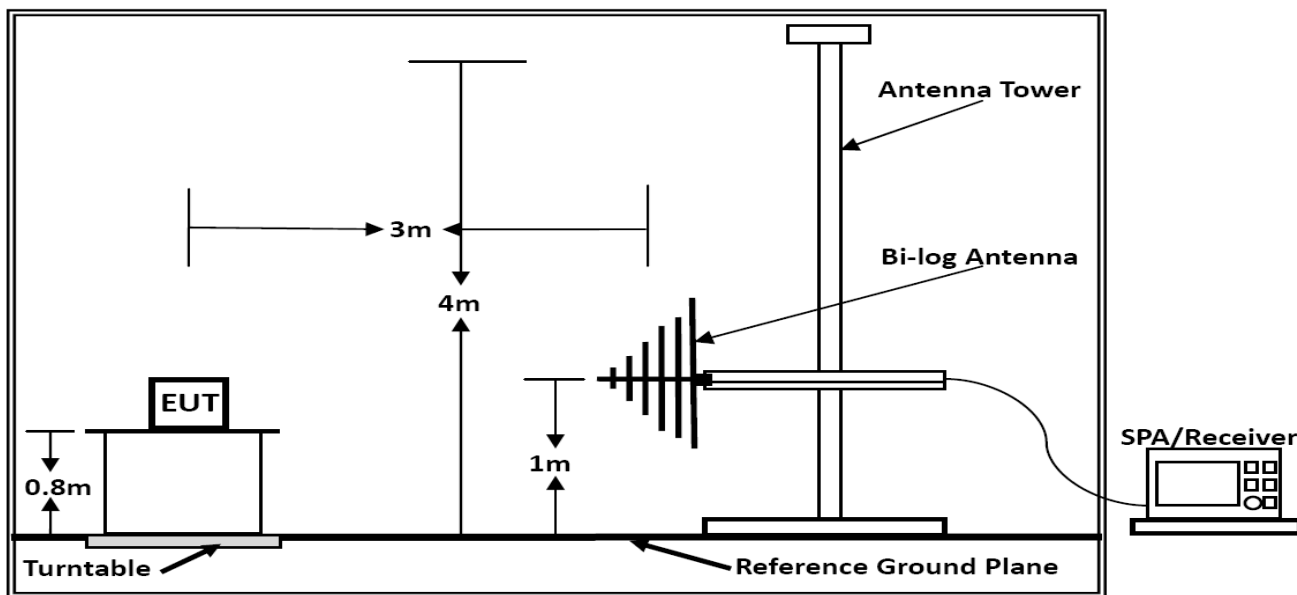 Antenna Tower
3m
Bi-log Antenna
4m
EUT
SPA/Receiver
1m
0.8m
Turntable
Reference Ground Plane